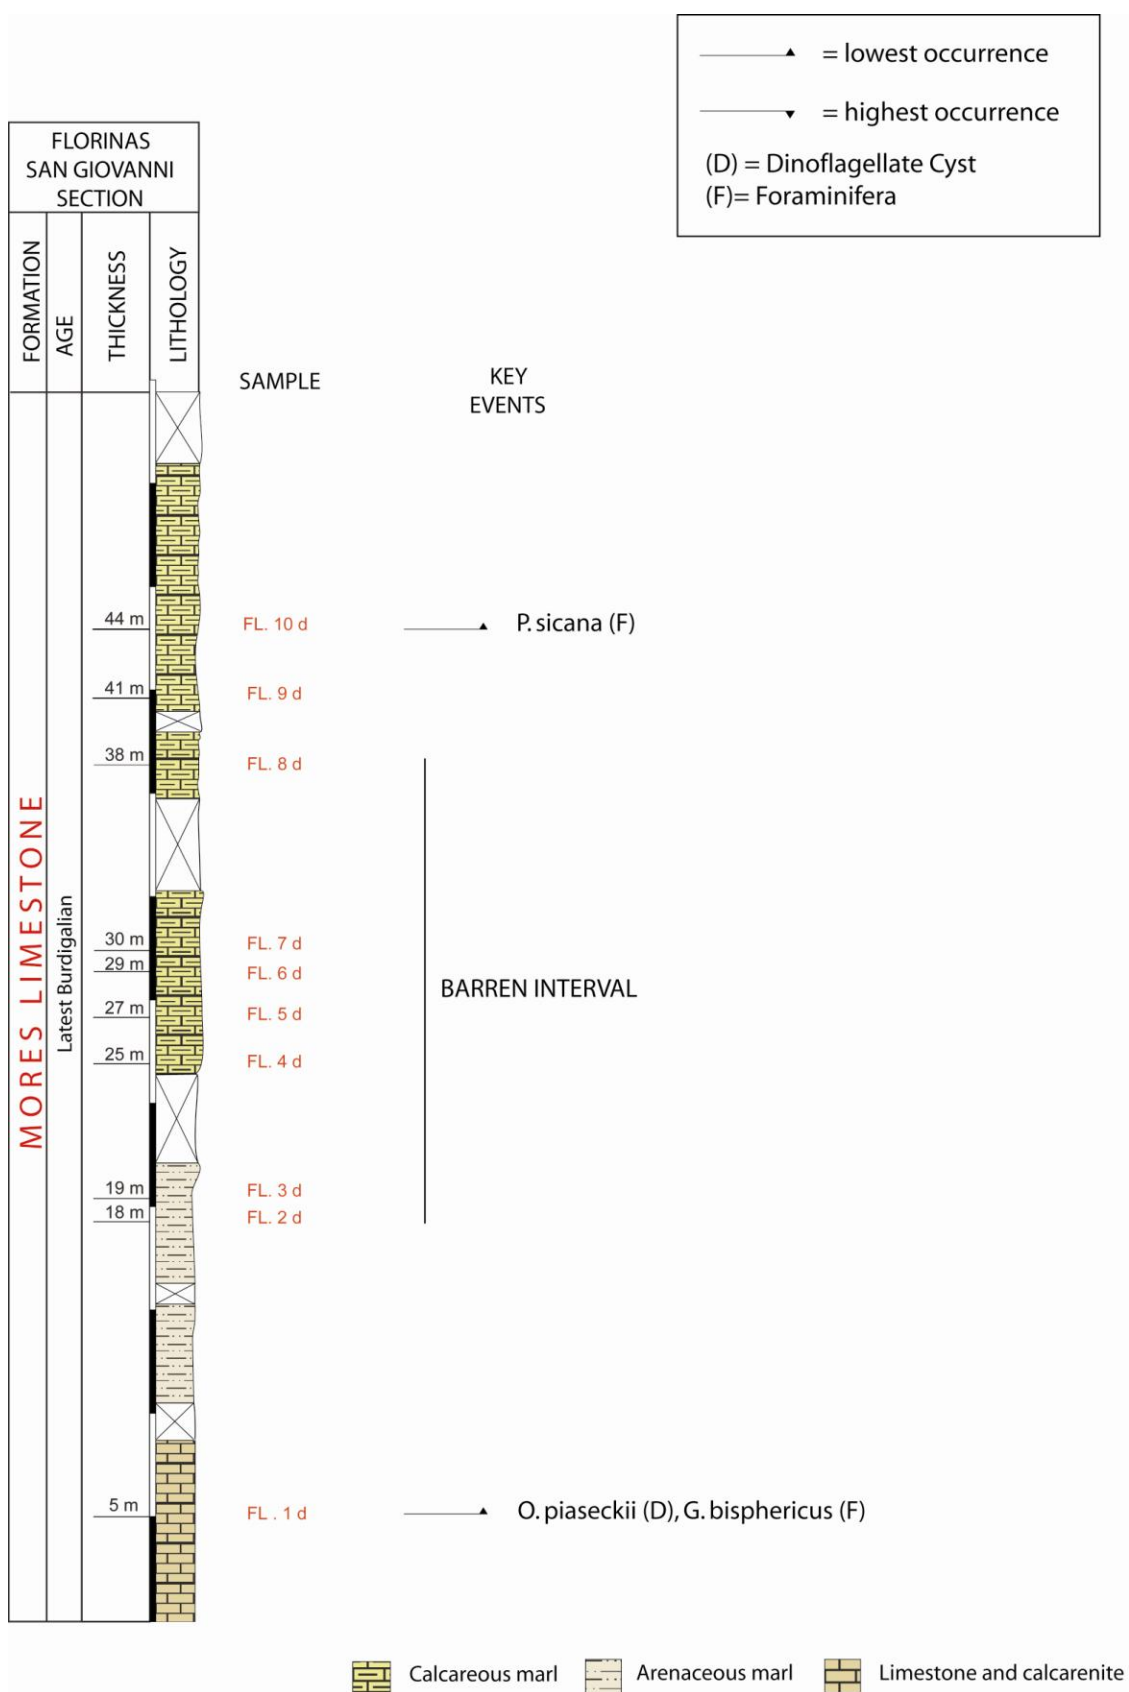 = lowest occurrence
= highest occurrence
(D) = Dinoflagellate Cyst
(F)= Foraminifera
FLORINAS
SAN GIOVANNI
SECTION
FORMATION
AGE
THICKNESS
LITHOLOGY
SAMPLE
KEY
EVENTS
MORES LIMESTONE
Latest Burdigalian
44 m
FL. 10 d
P. sicana (F)
41 m
FL. 9 d
38 m
FL. 8 d
30 m
FL. 7 d
29 m
FL. 6 d
BARREN INTERVAL
27 m
FL. 5 d
25 m
FL. 4 d
19 m
FL. 3 d
18 m
FL. 2 d
5 m
FL . 1 d
O. piaseckii (D), G. bisphericus (F)
Calcareous marl
Arenaceous marl
Limestone and calcarenite